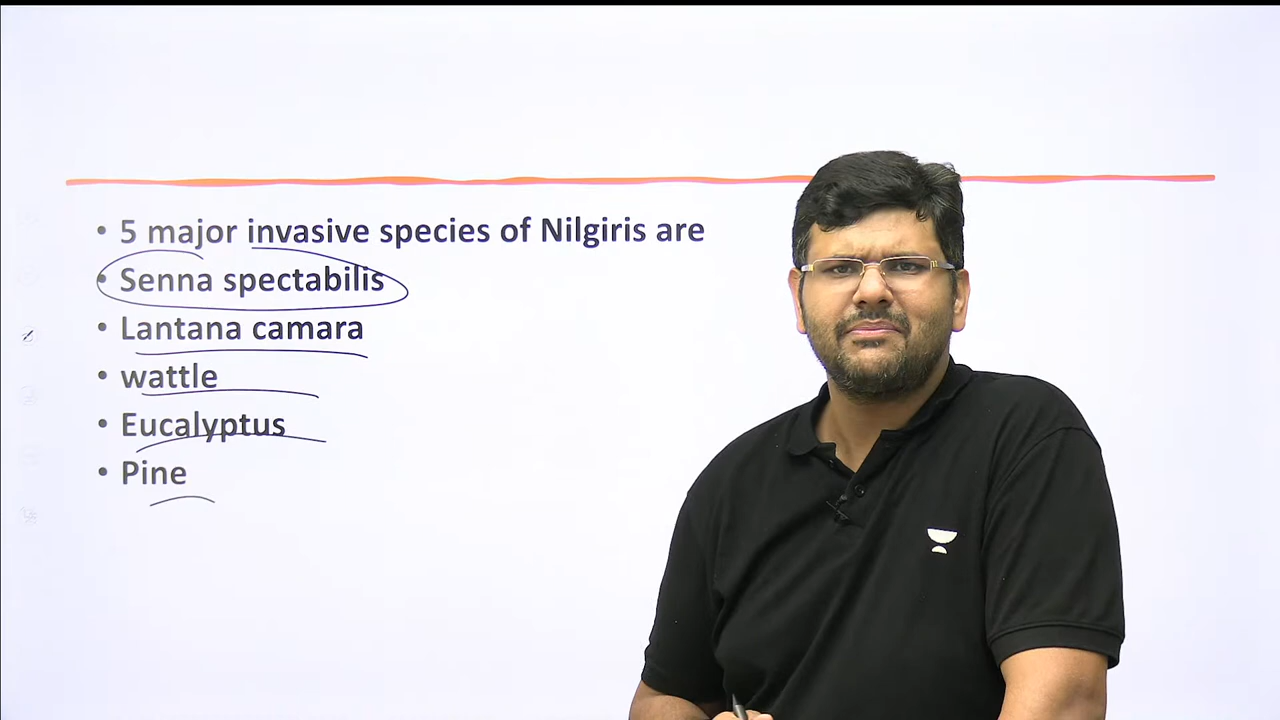 • 5 major invasive species of Nilgiris are
• Senna spectabilis
• Lantana camara
• wattle
• Eucalyptus
• Pine